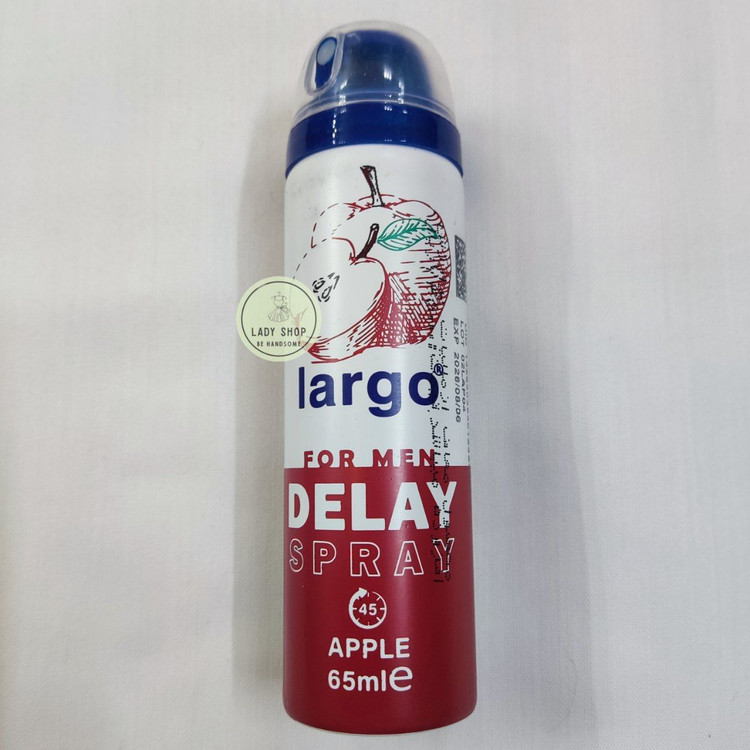 LADY SHOP
BE HANDSOME
largo®
FOR MEN
DELAY
SPRAY
45
APPLE
65ml e
EXP 2026/08/06